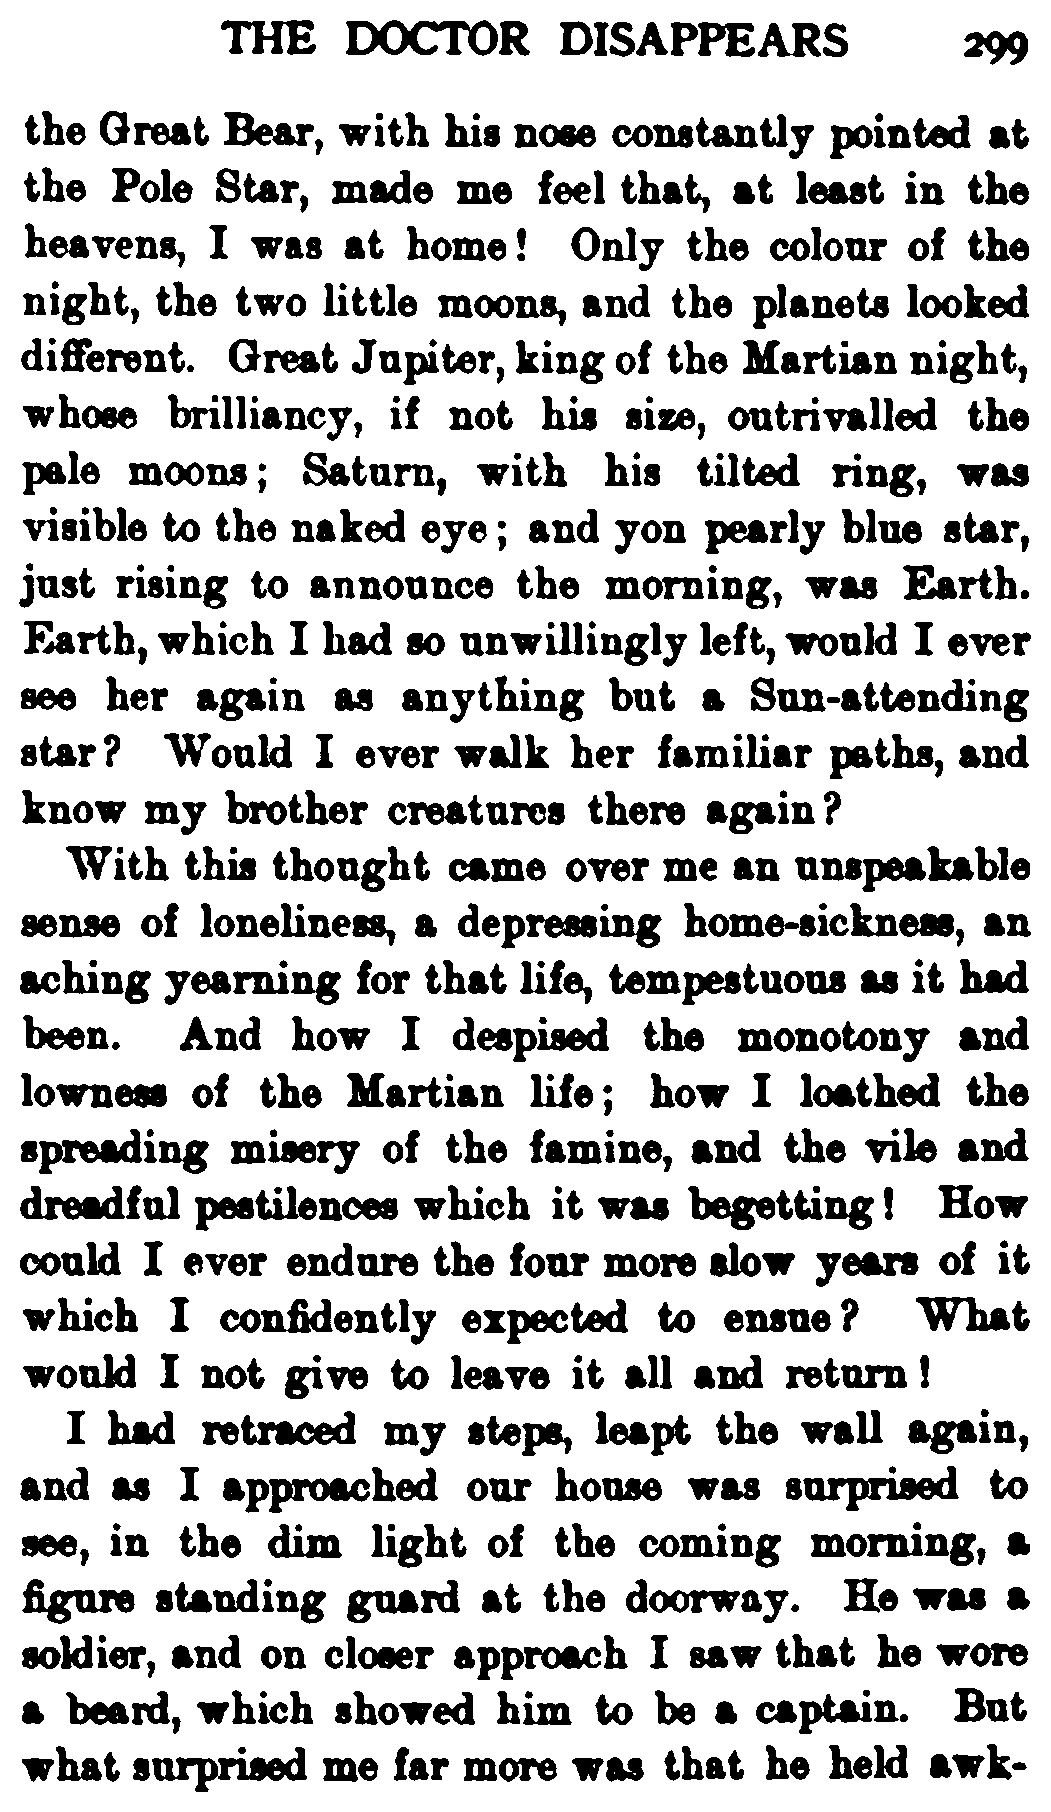 THE DOCTOR DISAPPEARS 299
the Great Bear, with his nose constantly pointed at
the Pole Star, made me feel that, at least in the
heavens, I was at home! Only the colour of the
night, the two little moons, and the planets looked
different. Great Jupiter, king of the Martian night,
whose brilliancy, if not his size, outrivalled the
pale moons; Saturn, with his tilted ring, was
visible to the naked eye; and yon pearly blue star,
just rising to announce the morning, was Earth.
Earth, which I had so unwillingly left, would I ever
see her again as anything but a Sun-attending
star? Would I ever walk her familiar paths, and
know my brother creatures there again?
With this thought came over me an unspeakable
sense of loneliness, a depressing home-sickness, an
aching yearning for that life, tempestuous as it had
been. And how I despised the monotony and
lowness of the Martian life; how I loathed the
spreading misery of the famine, and the vile and
dreadful pestilences which it was begetting! How
could I ever endure the four more slow years of it
which I confidently expected to ensue? What
would I not give to leave it all and return!
I had retraced my steps, leapt the wall again,
and as I approached our house was surprised to
see, in the dim light of the coming morning, a
figure standing guard at the doorway. He was a
soldier, and on closer approach I saw that he wore
a beard, which showed him to be a captain. But
what surprised me far more was that he held awk-